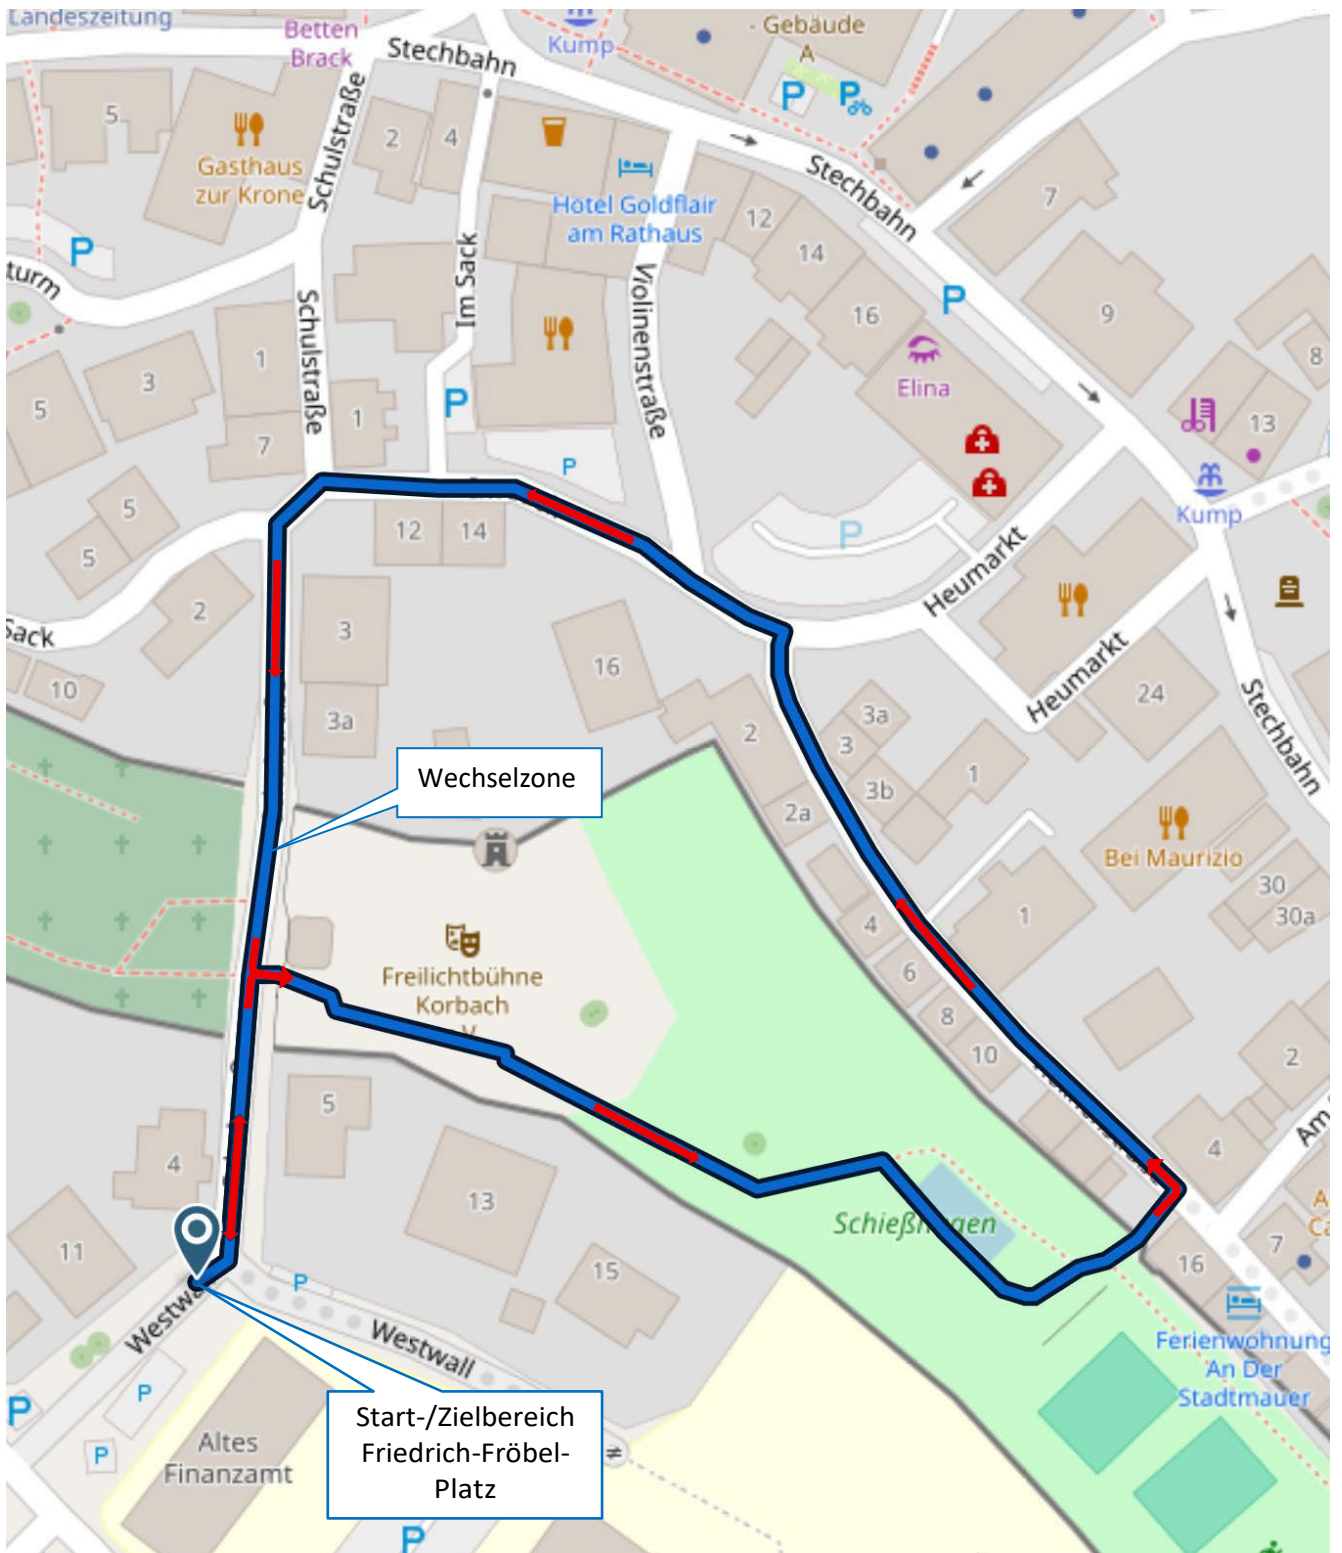 Landeszeitung
Betten
Brack
Stechbahn
Kump
- Gebäude
A
P
P
5
Gasthaus
zur Krone
Schulstraße
2
4
Hotel Goldflair
am Rathaus
Stechbahn
12
14
7
P
turm
Im Sack
Violinenstraße
16
P
9
8
Elina
Schulstraße
1
3
5
1
7
P
P
13
Kump
5
5
12
14
P
Heumarkt
2
Sack
10
3
16
3a
Heumarkt
24
Stechbahn
2
3a
3
3b
1
2a
Wechselzone
Bei Maurizio
30
30a
1
4
6
8
10
Freilichtbühne
Korbach
2
5
4
Am
4
13
11
15
16
7
P
Westwall
Westwall
Ferienwohnung
An Der
Stadtmauer
P
P
P
Altes
Finanzamt
Start-/Zielbereich
Friedrich-Fröbel-
Platz
P